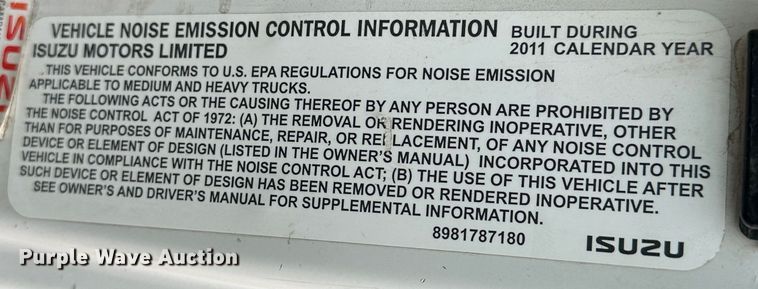 VEHICLE NOISE EMISSION CONTROL INFORMATION
ISUZU MOTORS LIMITED
BUILT DURING
2011 CALENDAR YEAR
THIS VEHICLE CONFORMS TO U.S. EPA REGULATIONS FOR NOISE EMISSION
APPLICABLE TO MEDIUM AND HEAVY TRUCKS.
THE FOLLOWING ACTS OR THE CAUSING THEREOF BY ANY PERSON ARE PROHIBITED BY
THE NOISE CONTROL ACT OF 1972: (A) THE REMOVAL OR RENDERING INOPERATIVE, OTHER
THAN FOR PURPOSES OF MAINTENANCE, REPAIR, OR REPLACEMENT, OF ANY NOISE CONTROL
DEVICE OR ELEMENT OF DESIGN (LISTED IN THE OWNER'S MANUAL) INCORPORATED INTO THIS
VEHICLE IN COMPLIANCE WITH THE NOISE CONTROL ACT; (B) THE USE OF THIS VEHICLE AFTER
SUCH DEVICE OR ELEMENT OF DESIGN HAS BEEN REMOVED OR RENDERED INOPERATIVE.
SEE OWNER'S AND DRIVER'S MANUAL FOR SUPPLEMENTAL INFORMATION.
8981787180
ISUZU
ISUZU
Purple Wave Auction